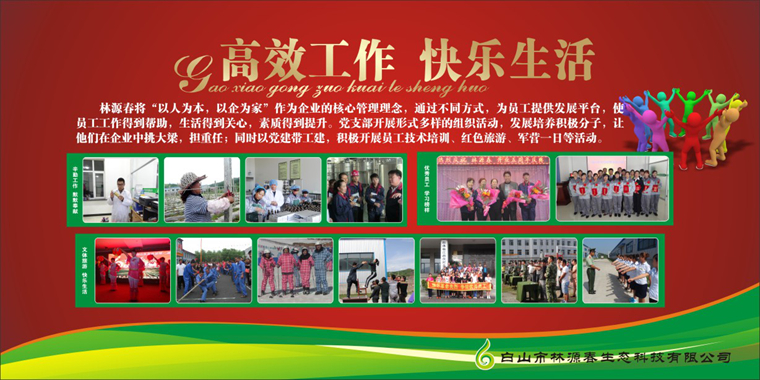 高效工作 快乐生活
Gao xiao gong zuo kuai le sheng huo
林源春将“以人为本，以企为家”作为企业的核心管理理念，通过不同方式，为员工提供发展平台，使
员工工作得到帮助，生活得到关心，素质得到提升。党支部开展形式多样的组织活动，发展培养积极分子，让
他们在企业中挑大梁，担重任；同时以党建带工建，积极开展员工技术培训、红色旅游、军营一日等活动。
辛勤工作 默默奉献
优秀员工 学习榜样
文体旅游 快乐生活
白山市林源春生态科技有限公司